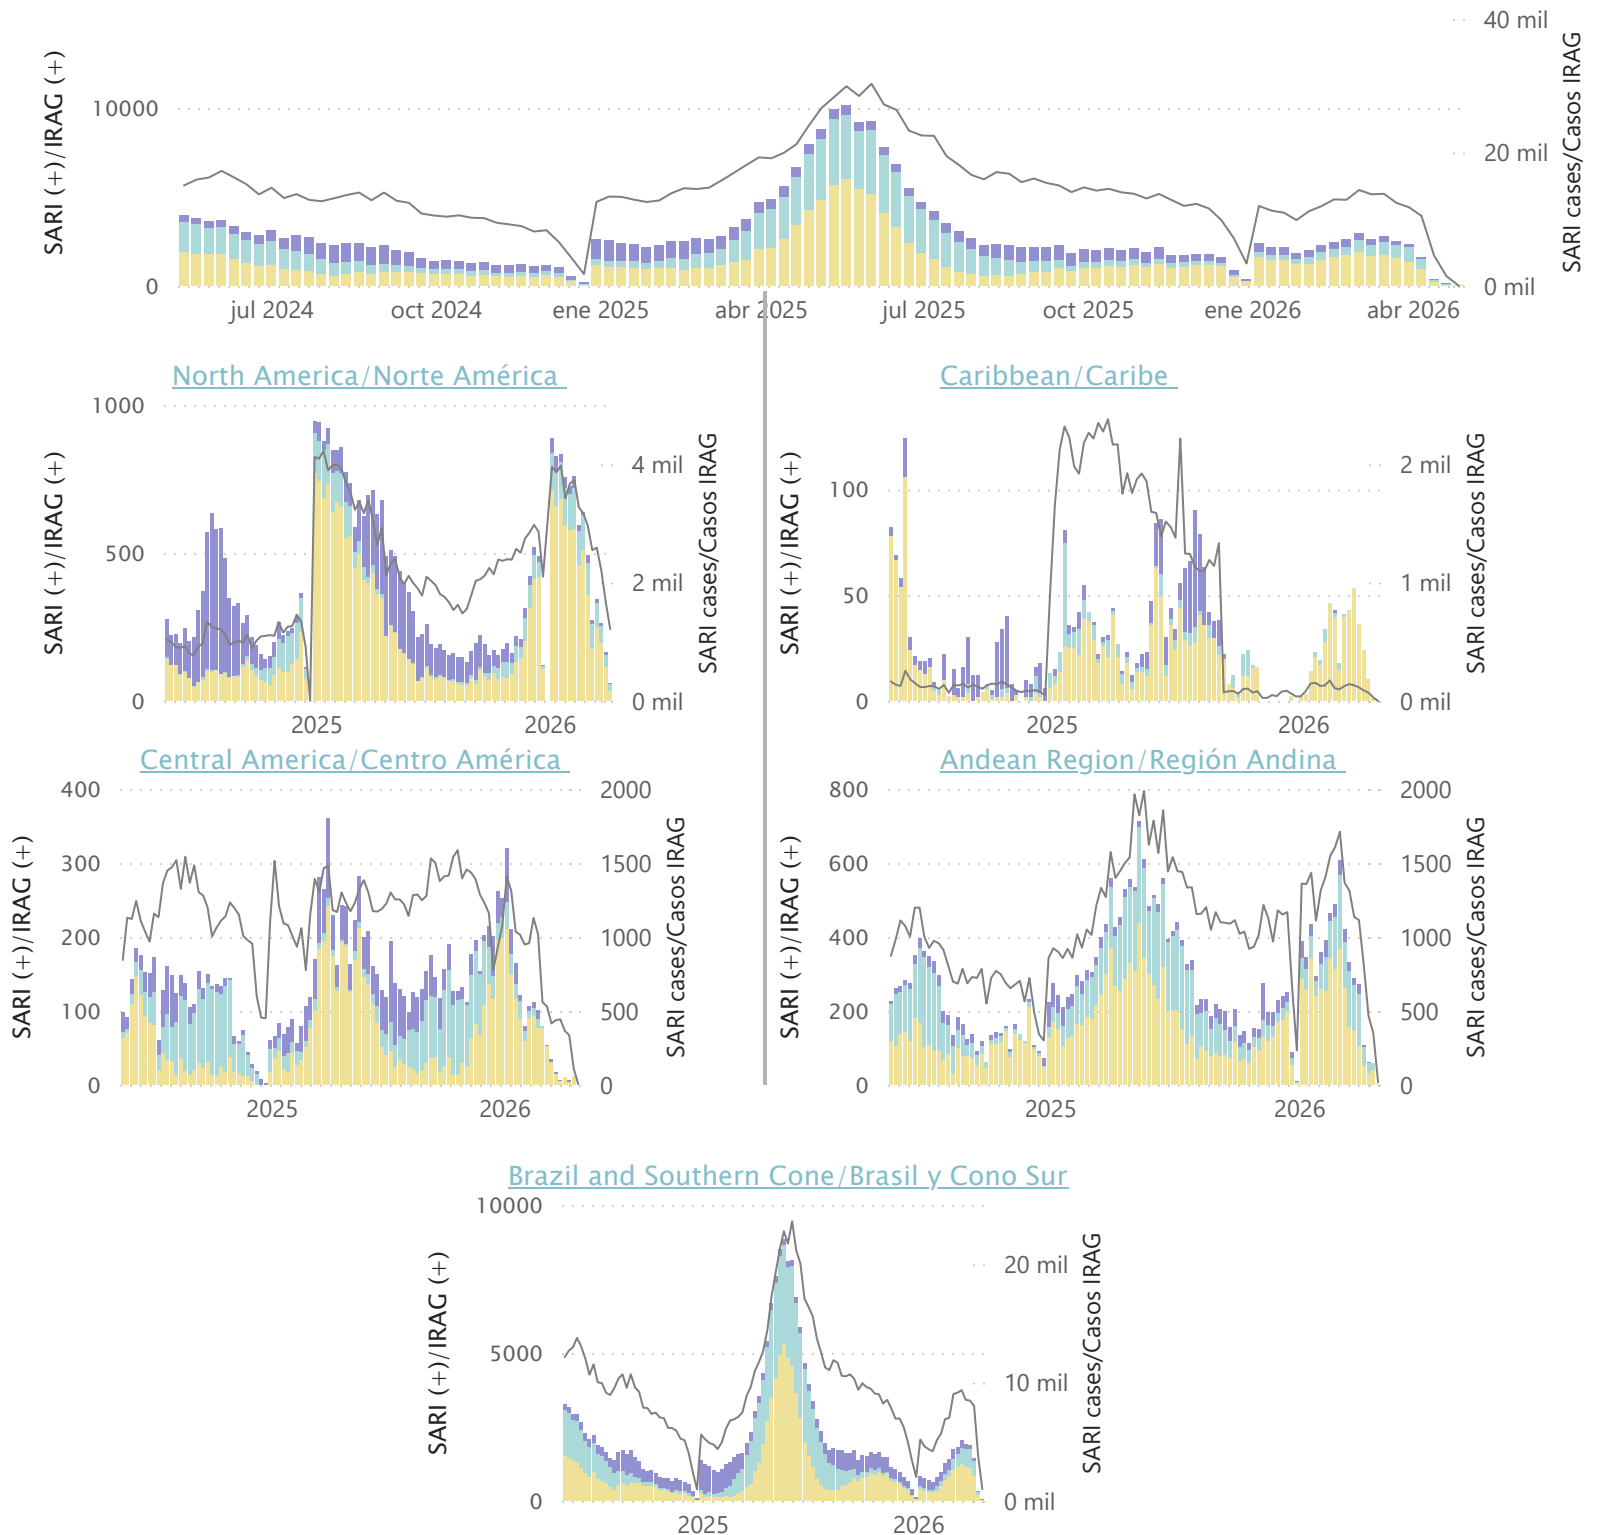 40 mil
10000
20 mil
0
0 mil
SARI (+)/IRAG (+)
SARI cases/Casos IRAG
jul 2024
oct 2024
ene 2025
abr 2025
jul 2025
oct 2025
ene 2026
abr 2026
North America/Norte América
1000
500
0
4 mil
2 mil
0 mil
SARI (+)/IRAG (+)
SARI cases/Casos IRAG
2025
2026
Caribbean/Caribe
100
50
0
2 mil
1 mil
0 mil
SARI (+)/IRAG (+)
SARI cases/Casos IRAG
2025
2026
Central America/Centro América
400
300
200
100
0
2000
1500
1000
500
0
SARI (+)/IRAG (+)
SARI cases/Casos IRAG
2025
2026
Andean Region/Región Andina
800
600
400
200
0
2000
1500
1000
500
0
SARI (+)/IRAG (+)
SARI cases/Casos IRAG
2025
2026
Brazil and Southern Cone/Brasil y Cono Sur
10000
5000
0
20 mil
10 mil
0 mil
SARI (+)/IRAG (+)
SARI cases/Casos IRAG
2025
2026